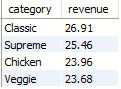 category revenue
Classic 26.91
Supreme 25.46
Chicken 23.96
Veggie 23.68